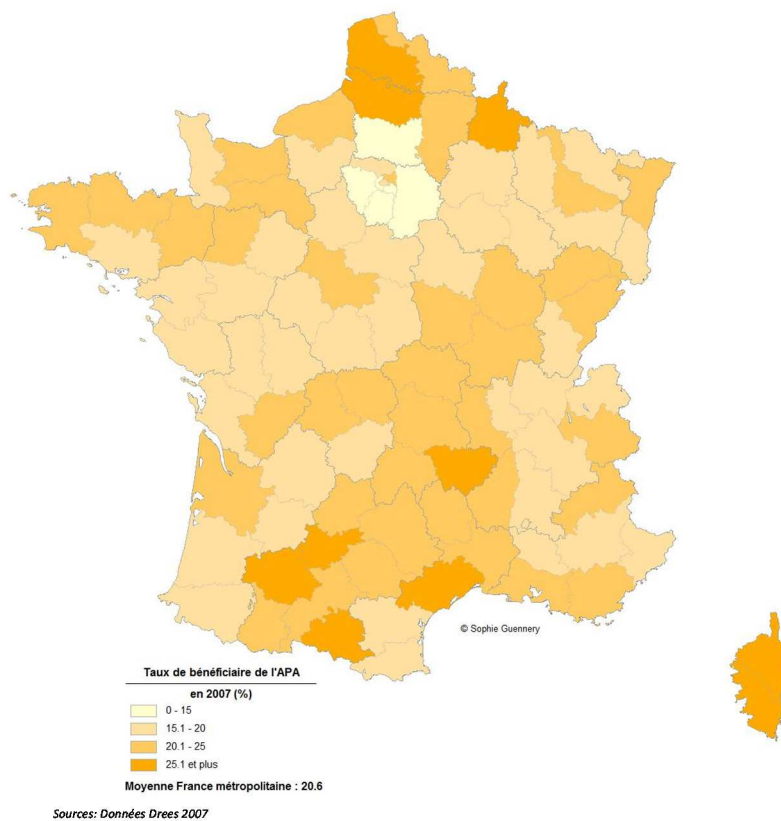 © Sophie Guennery
Taux de bénéficiaire de l'APA
en 2007 (%)
0 - 15
15.1 - 20
20.1 - 25
25.1 et plus
Moyenne France métropolitaine : 20.6
Sources: Données Drees 2007